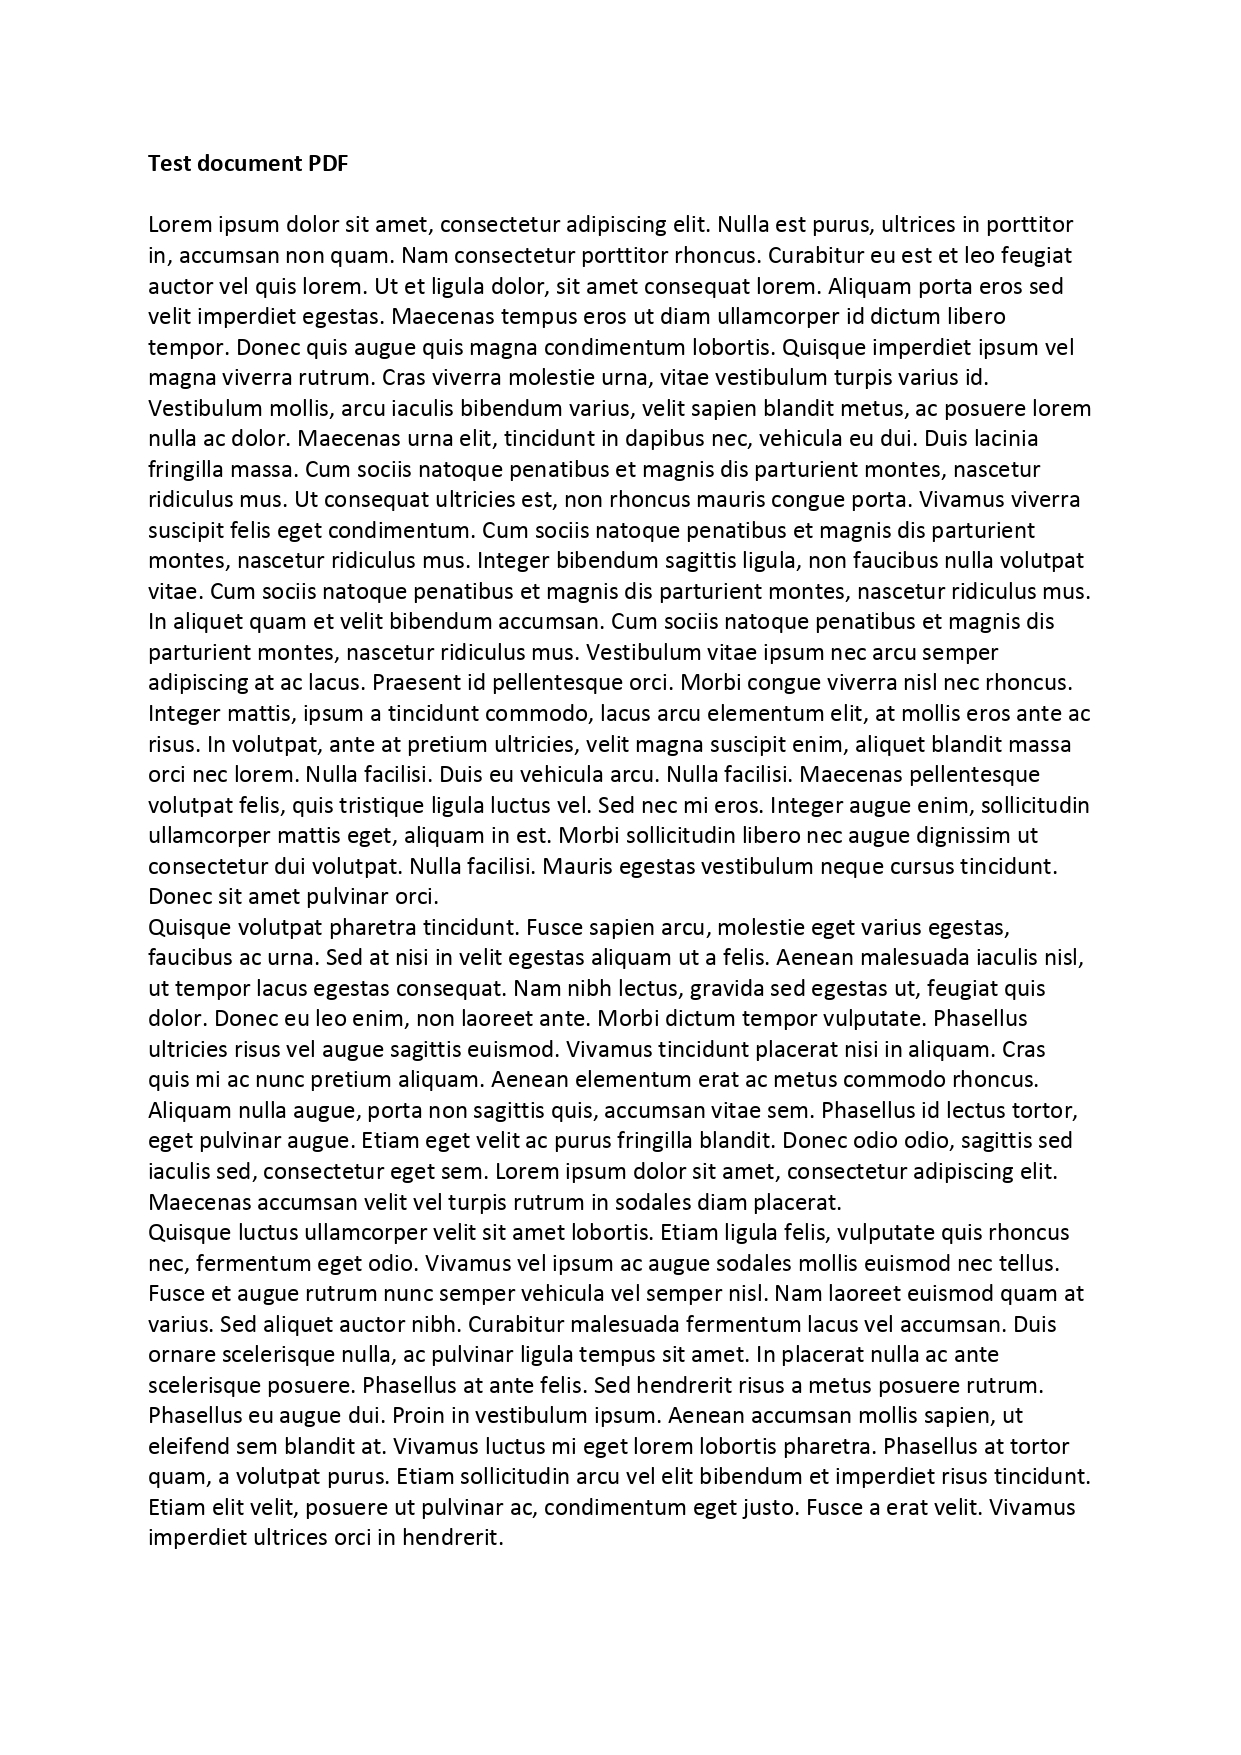 Test document PDF
Lorem ipsum dolor sit amet, consectetur adipiscing elit. Nulla est purus, ultrices in porttitor
in, accumsan non quam. Nam consectetur porttitor rhoncus. Curabitur eu est et leo feugiat
auctor vel quis lorem. Ut et ligula dolor, sit amet consequat lorem. Aliquam porta eros sed
velit imperdiet egestas. Maecenas tempus eros ut diam ullamcorper id dictum libero
tempor. Donec quis augue quis magna condimentum lobortis. Quisque imperdiet ipsum vel
magna viverra rutrum. Cras viverra molestie urna, vitae vestibulum turpis varius id.
Vestibulum mollis, arcu iaculis bibendum varius, velit sapien blandit metus, ac posuere lorem
nulla ac dolor. Maecenas urna elit, tincidunt in dapibus nec, vehicula eu dui. Duis lacinia
fringilla massa. Cum sociis natoque penatibus et magnis dis parturient montes, nascetur
ridiculus mus. Ut consequat ultricies est, non rhoncus mauris congue porta. Vivamus viverra
suscipit felis eget condimentum. Cum sociis natoque penatibus et magnis dis parturient
montes, nascetur ridiculus mus. Integer bibendum sagittis ligula, non faucibus nulla volutpat
vitae. Cum sociis natoque penatibus et magnis dis parturient montes, nascetur ridiculus mus.
In aliquet quam et velit bibendum accumsan. Cum sociis natoque penatibus et magnis dis
parturient montes, nascetur ridiculus mus. Vestibulum vitae ipsum nec arcu semper
adipiscing at ac lacus. Praesent id pellentesque orci. Morbi congue viverra nisl nec rhoncus.
Integer mattis, ipsum a tincidunt commodo, lacus arcu elementum elit, at mollis eros ante ac
risus. In volutpat, ante at pretium ultricies, velit magna suscipit enim, aliquet blandit massa
orci nec lorem. Nulla facilisi. Duis eu vehicula arcu. Nulla facilisi. Maecenas pellentesque
volutpat felis, quis tristique ligula luctus vel. Sed nec mi eros. Integer augue enim, sollicitudin
ullamcorper mattis eget, aliquam in est. Morbi sollicitudin libero nec augue dignissim ut
consectetur dui volutpat. Nulla facilisi. Mauris egestas vestibulum neque cursus tincidunt.
Donec sit amet pulvinar orci.
Quisque volutpat pharetra tincidunt. Fusce sapien arcu, molestie eget varius egestas,
faucibus ac urna. Sed at nisi in velit egestas aliquam ut a felis. Aenean malesuada iaculis nisl,
ut tempor lacus egestas consequat. Nam nibh lectus, gravida sed egestas ut, feugiat quis
dolor. Donec eu leo enim, non laoreet ante. Morbi dictum tempor vulputate. Phasellus
ultricies risus vel augue sagittis euismod. Vivamus tincidunt placerat nisi in aliquam. Cras
quis mi ac nunc pretium aliquam. Aenean elementum erat ac metus commodo rhoncus.
Aliquam nulla augue, porta non sagittis quis, accumsan vitae sem. Phasellus id lectus tortor,
eget pulvinar augue. Etiam eget velit ac purus fringilla blandit. Donec odio odio, sagittis sed
iaculis sed, consectetur eget sem. Lorem ipsum dolor sit amet, consectetur adipiscing elit.
Maecenas accumsan velit vel turpis rutrum in sodales diam placerat.
Quisque luctus ullamcorper velit sit amet lobortis. Etiam ligula felis, vulputate quis rhoncus
nec, fermentum eget odio. Vivamus vel ipsum ac augue sodales mollis euismod nec tellus.
Fusce et augue rutrum nunc semper vehicula vel semper nisl. Nam laoreet euismod quam at
varius. Sed aliquet auctor nibh. Curabitur malesuada fermentum lacus vel accumsan. Duis
ornare scelerisque nulla, ac pulvinar ligula tempus sit amet. In placerat nulla ac ante
scelerisque posuere. Phasellus at ante felis. Sed hendrerit risus a metus posuere rutrum.
Phasellus eu augue dui. Proin in vestibulum ipsum. Aenean accumsan mollis sapien, ut
eleifend sem blandit at. Vivamus luctus mi eget lorem lobortis pharetra. Phasellus at tortor
quam, a volutpat purus. Etiam sollicitudin arcu vel elit bibendum et imperdiet risus tincidunt.
Etiam elit velit, posuere ut pulvinar ac, condimentum eget justo. Fusce a erat velit. Vivamus
imperdiet ultrices orci in hendrerit.